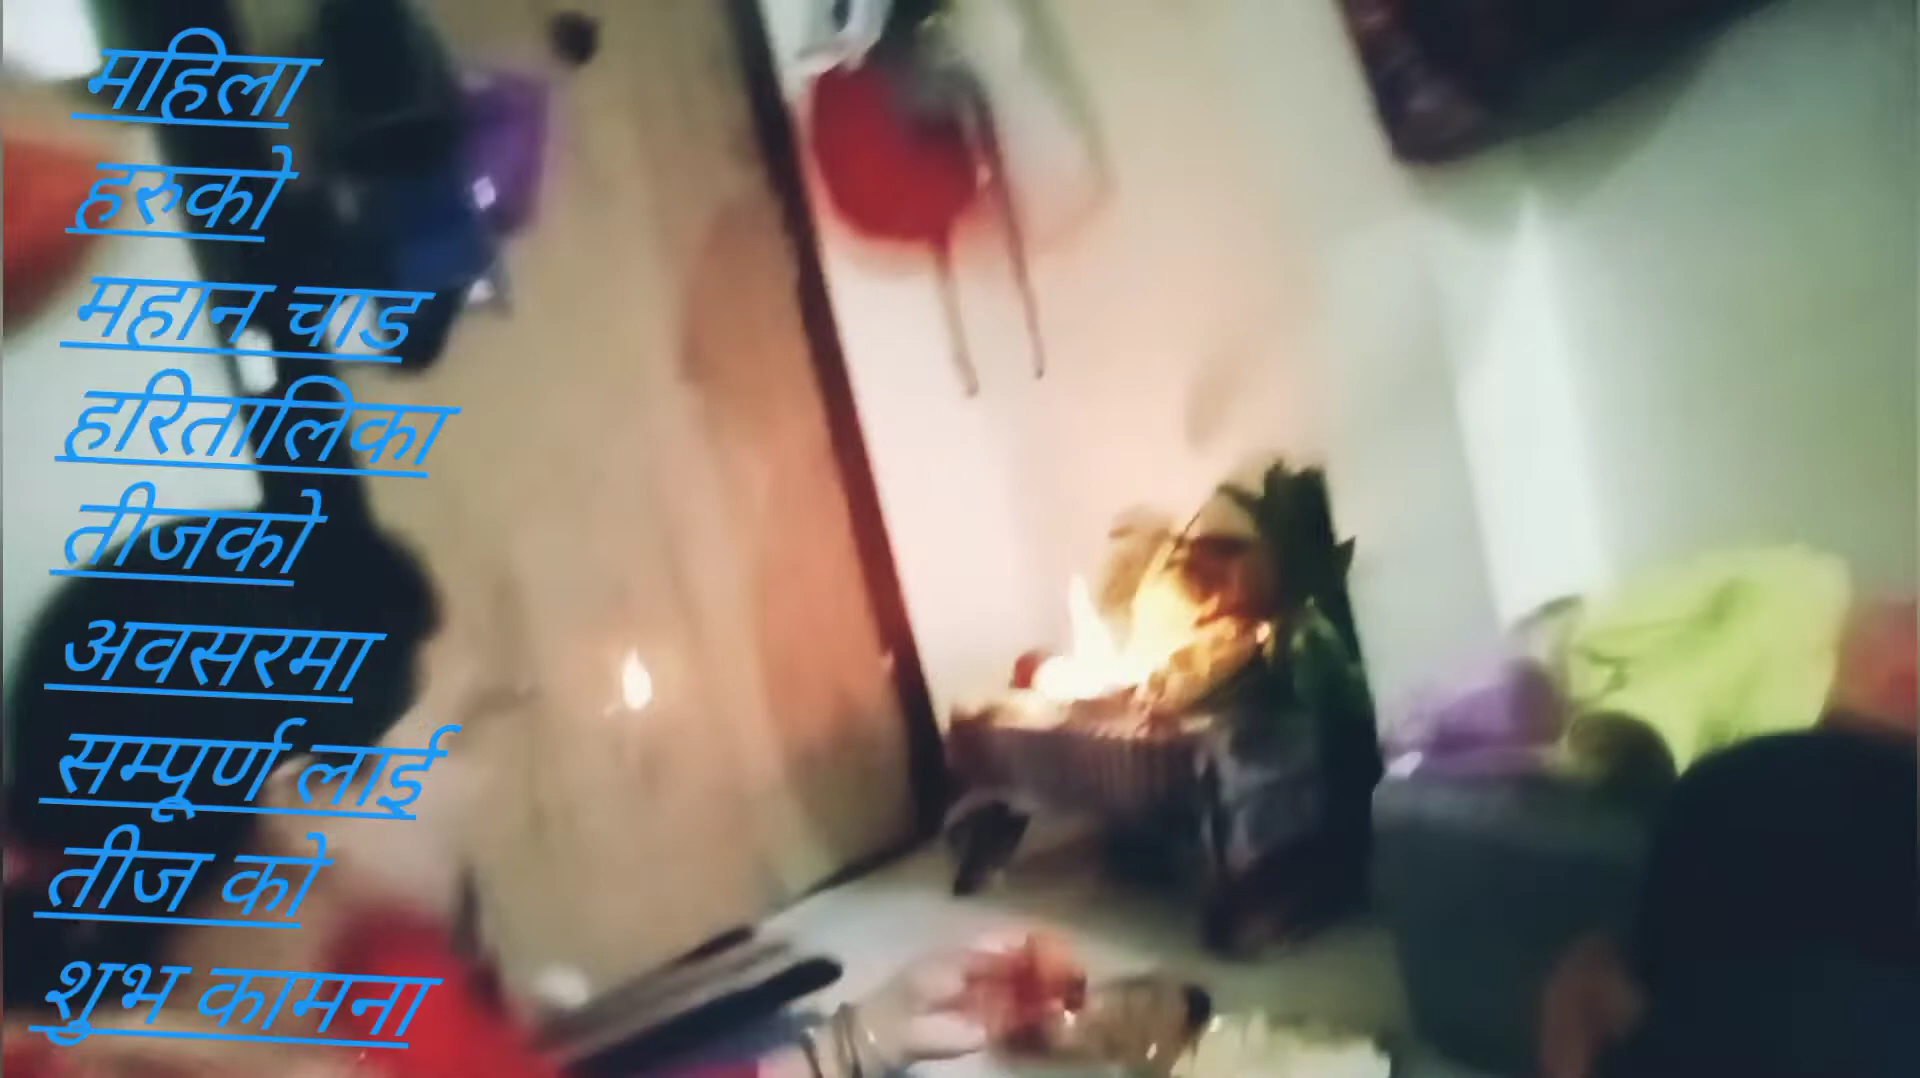 महिला
हरुको
महान चाड
हरितालिका
तीजको
अवसरमा
सम्पूर्ण लाई
तीज को
शुभ कामना